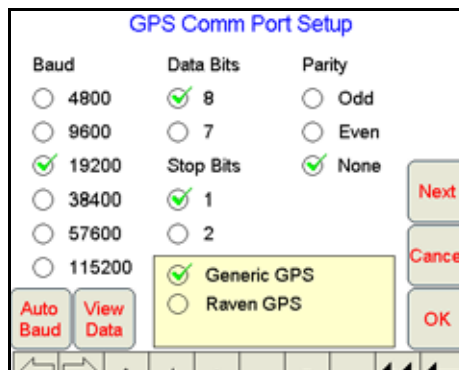 GPS Comm Port Setup
Baud
4800
9600
19200
38400
57600
115200
Data Bits
8
7
Stop Bits
1
2
Parity
Odd
Even
None
Generic GPS
Raven GPS
Auto
Baud
View
Data
Next
Cancel
OK